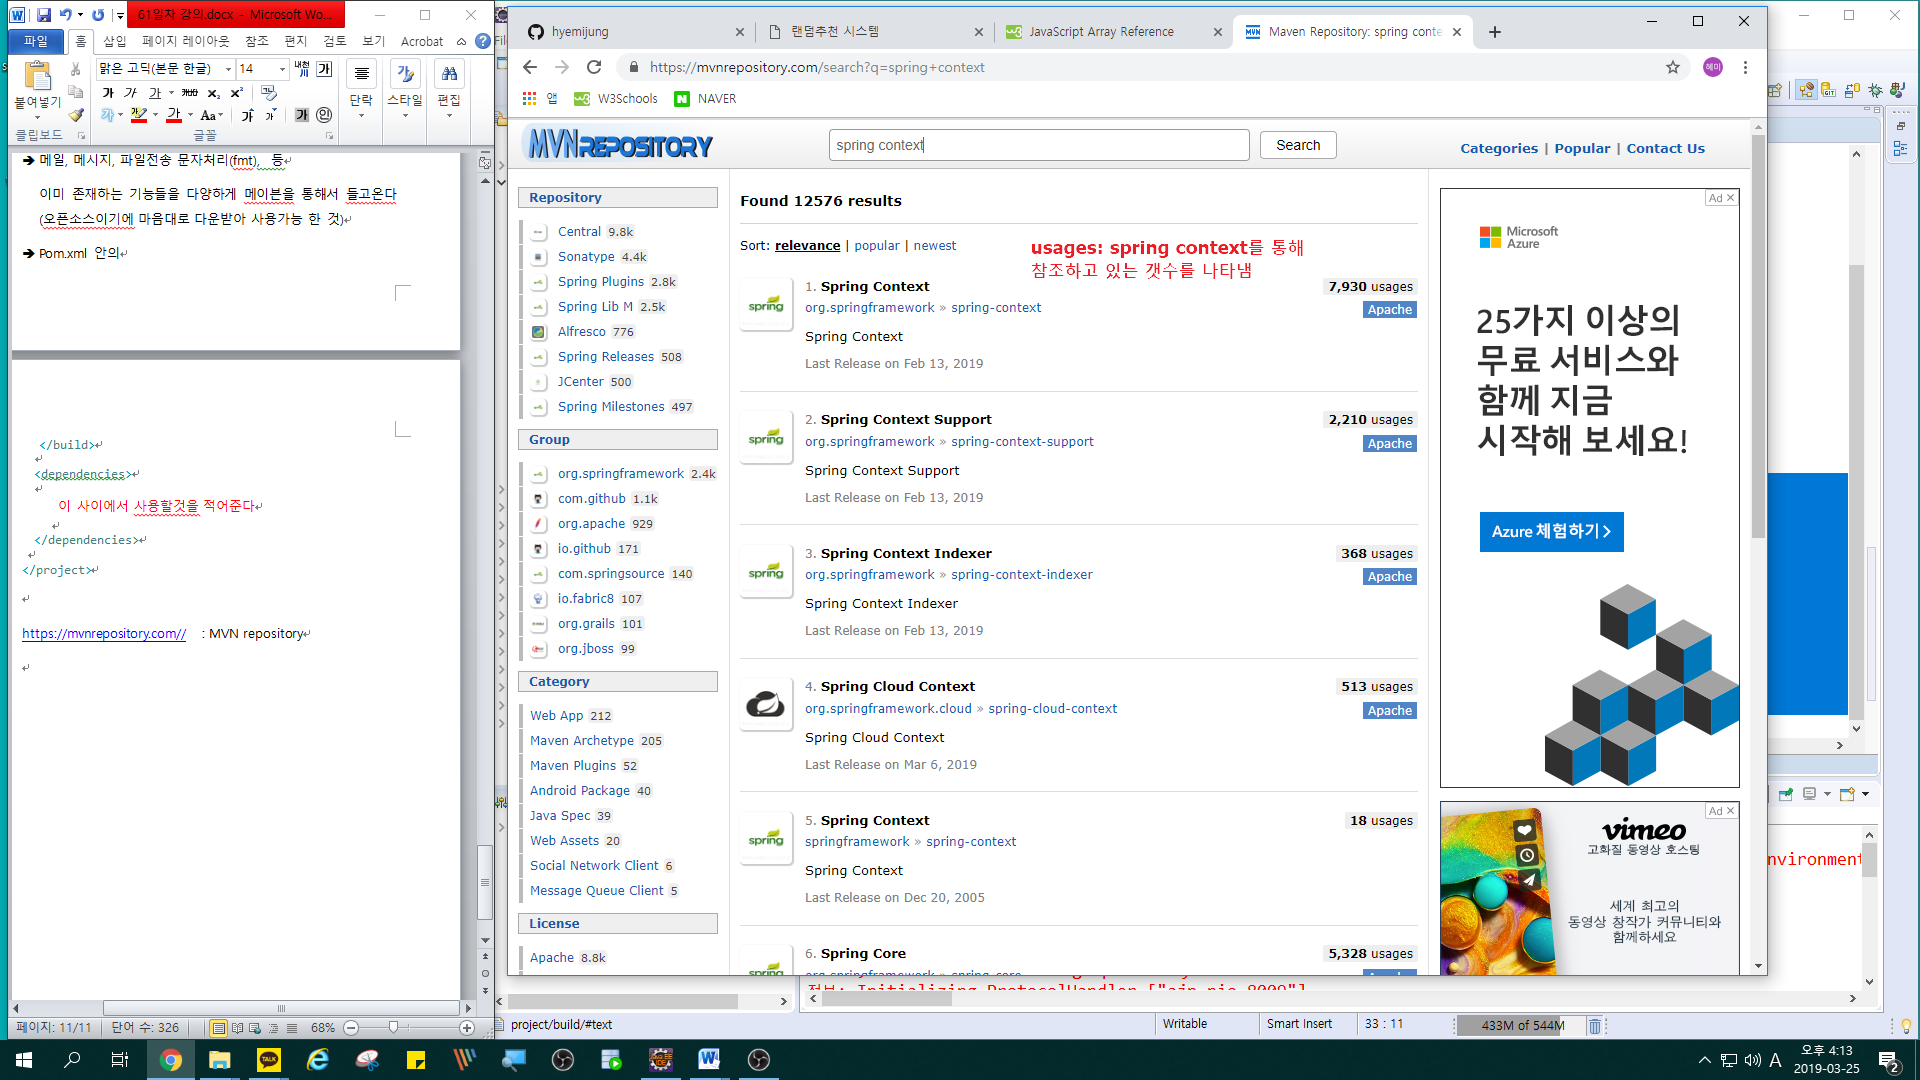 61일차 강의.docx - Microsoft Wo...
파일
홈
삽입
페이지 레이아웃
참조
편지
검토
보기
Acrobat
맑은 고딕(본문 한글)
14
붙여넣기
단락
스타일
편집
클립보드
글꼴
➔ 메일, 메시지, 파일전송 문자처리(fmt), 등
이미 존재하는 기능들을 다양하게 메이븐을 통해서 들고온다
(오픈소스이기에 마음대로 다운받아 사용가능 한 것)
➔ Pom.xml 안의
</build>
<dependencies>
이 사이에서 사용할것을 적어준다
</dependencies>
</project>
https://mvnrepository.com// : MVN repository
페이지: 11/11
단어 수: 326
68%
hyemijung
랜덤추천 시스템
JavaScript Array Reference
Maven Repository: spring conte
https://mvnrepository.com/search?q=spring+context
혜미
앱
W3Schools
NAVER
MVNREPOSITORY
spring context
Search
Categories | Popular | Contact Us
Repository
Central 9.8k
Sonatype 4.4k
Spring Plugins 2.8k
Spring Lib M 2.5k
Alfresco 776
Spring Releases 508
JCenter 500
Spring Milestones 497
Group
org.springframework 2.4k
com.github 1.1k
org.apache 929
io.github 171
com.springsource 140
io.fabric8 107
org.grails 101
org.jboss 99
Category
Web App 212
Maven Archetype 205
Maven Plugins 52
Android Package 40
Java Spec 39
Web Assets 20
Social Network Client 6
Message Queue Client 5
License
Apache 8.8k
Found 12576 results
Sort: relevance | popular | newest
usages: spring context를 통해
참조하고 있는 갯수를 나타냄
1. Spring Context
7,930 usages
org.springframework » spring-context
Apache
Spring Context
Last Release on Feb 13, 2019
2. Spring Context Support
2,210 usages
org.springframework » spring-context-support
Apache
Spring Context Support
Last Release on Feb 13, 2019
3. Spring Context Indexer
368 usages
org.springframework » spring-context-indexer
Apache
Spring Context Indexer
Last Release on Feb 13, 2019
4. Spring Cloud Context
513 usages
org.springframework.cloud » spring-cloud-context
Apache
Spring Cloud Context
Last Release on Mar 6, 2019
5. Spring Context
18 usages
springframework » spring-context
Spring Context
Last Release on Dec 20, 2005
6. Spring Core
5,328 usages
org.springframework » spring-core
Apache
Ad
Microsoft
Azure
25가지 이상의
무료 서비스와
함께 지금
시작해 보세요!
Azure 체험하기
Ad
vimeo
고화질 동영상 호스팅
세계 최고의
동영상 창작가 커뮤니티와
함께하세요
nvironment
정보: Initializing ProtocolHandler ["ajp-nio-8009"]
project/build/#text
Writable
Smart Insert
33 : 11
433M of 544M
A
오후 4:13
2019-03-25
2